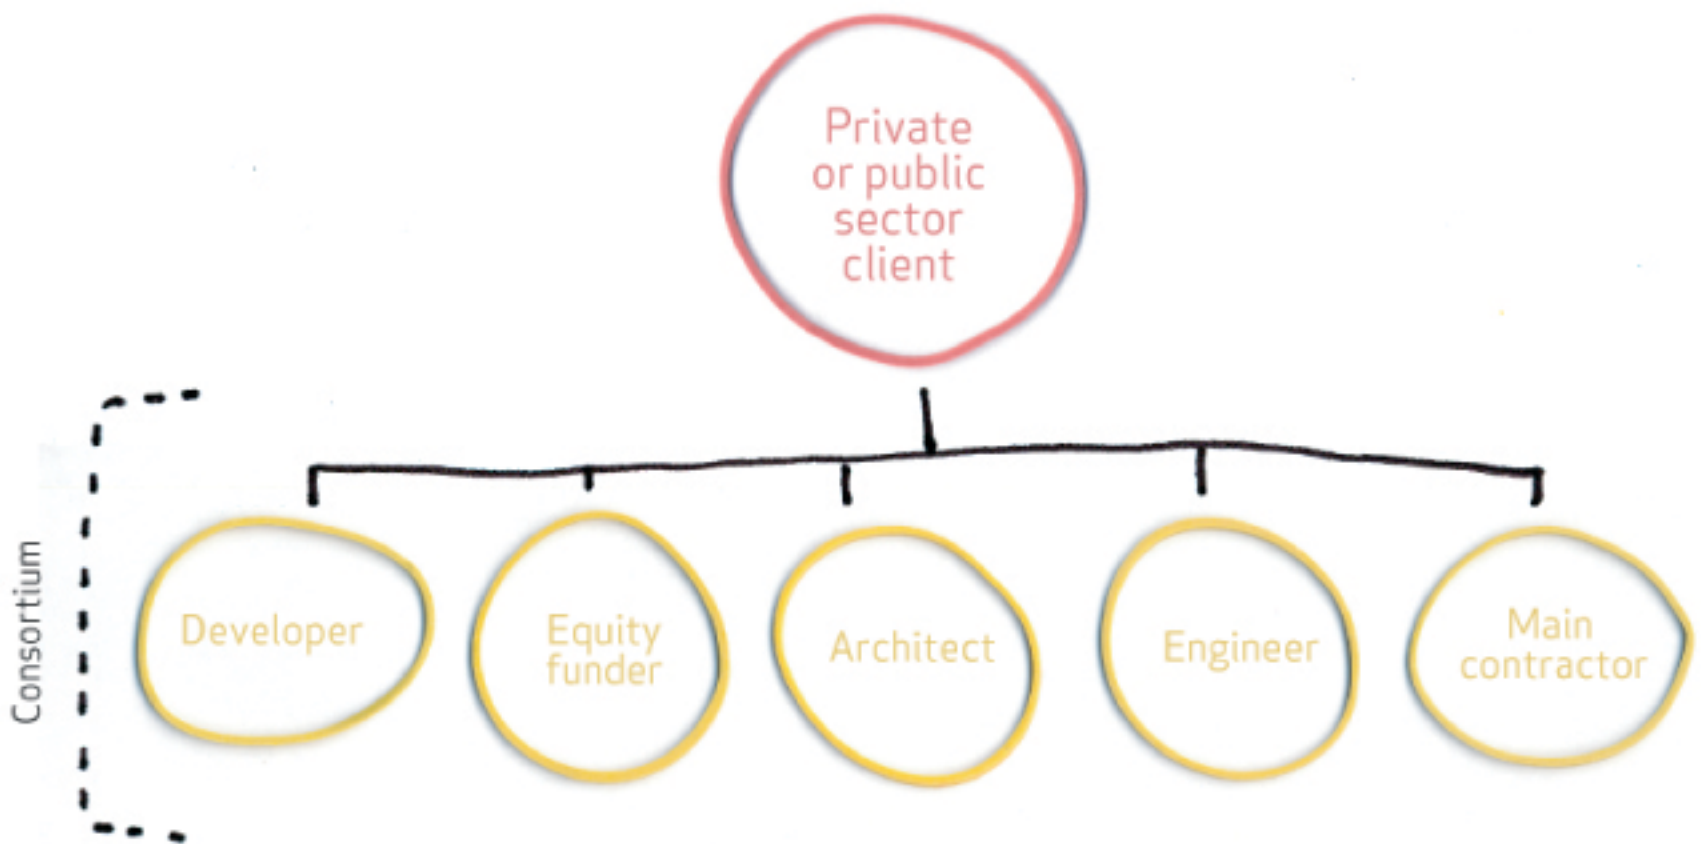 Private
or public
sector
client
Consortium
Developer
Equity
funder
Architect
Engineer
Main
contractor